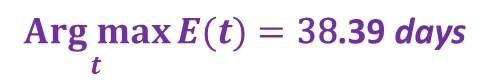 Arg max E(t) = 38.39 days
t